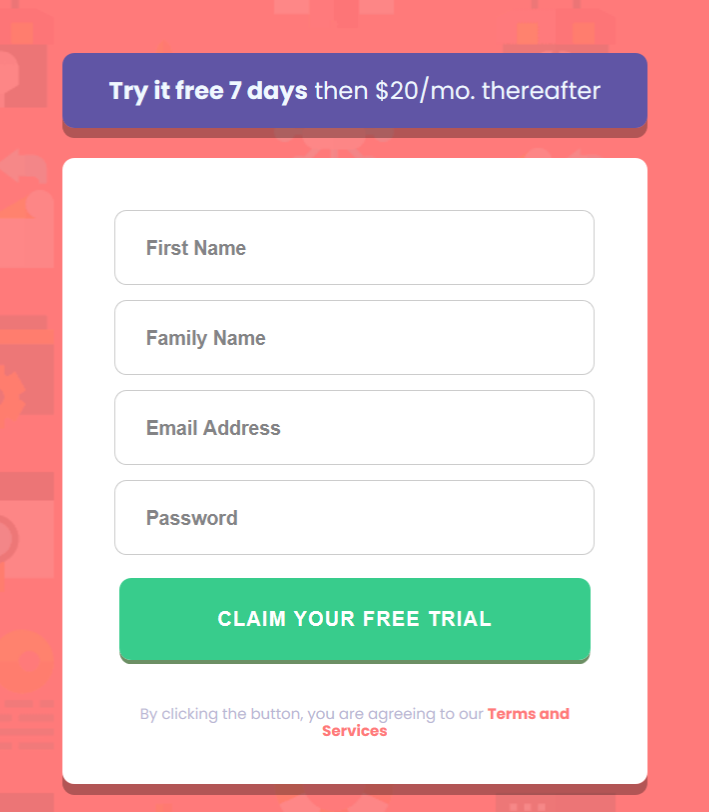 Try it free 7 days then $20/mo. thereafter
First Name
Family Name
Email Address
Password
CLAIM YOUR FREE TRIAL
By clicking the button, you are agreeing to our Terms and
Services